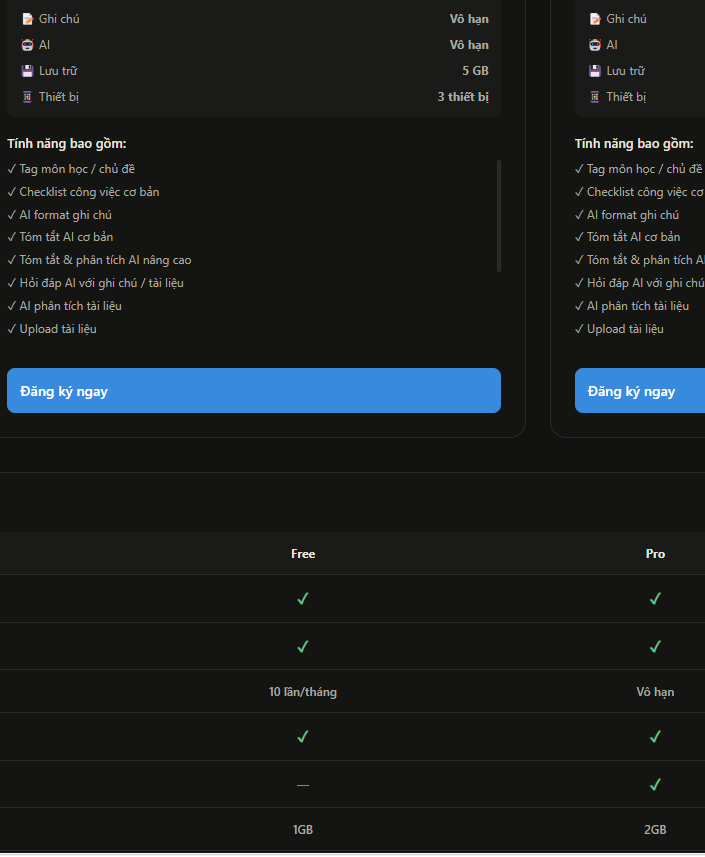 Ghi chú Vô hạn
AI Vô hạn
Lưu trữ 5 GB
Thiết bị 3 thiết bị
Tính năng bao gồm:
✓ Tag môn học / chủ đề
✓ Checklist công việc cơ bản
✓ AI format ghi chú
✓ Tóm tắt AI cơ bản
✓ Tóm tắt & phân tích AI nâng cao
✓ Hỏi đáp AI với ghi chú / tài liệu
✓ AI phân tích tài liệu
✓ Upload tài liệu
Đăng ký ngay
Ghi chú
AI
Lưu trữ
Thiết bị
Tính năng bao gồm:
✓ Tag môn học / chủ đề
✓ Checklist công việc cơ
✓ AI format ghi chú
✓ Tóm tắt AI cơ bản
✓ Tóm tắt & phân tích AI
✓ Hỏi đáp AI với ghi chú
✓ AI phân tích tài liệu
✓ Upload tài liệu
Đăng ký ngay
Free Pro
✓ ✓
✓ ✓
10 lần/tháng Vô hạn
✓ ✓
— ✓
1GB 2GB